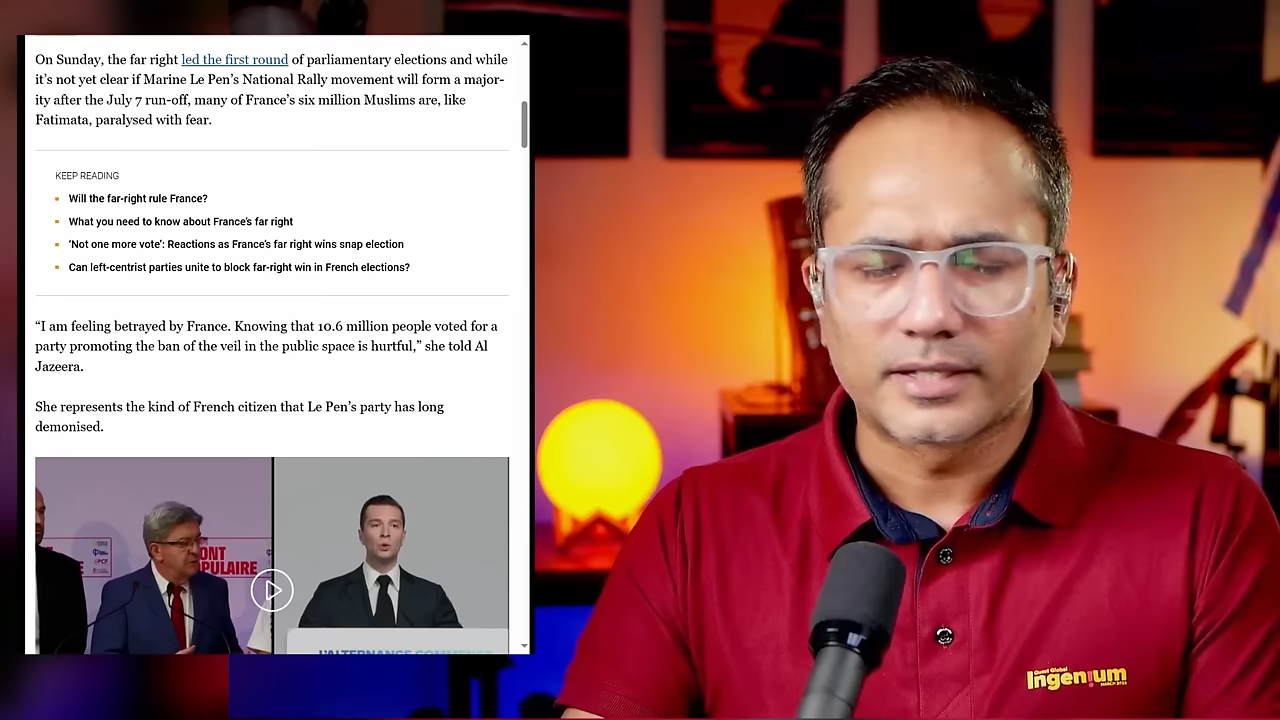 On Sunday, the far right led the first round of parliamentary elections and while
it’s not yet clear if Marine Le Pen’s National Rally movement will form a major-
ity after the July 7 run-off, many of France’s six million Muslims are, like
Fatimata, paralysed with fear.
KEEP READING
Will the far-right rule France?
What you need to know about France’s far right
‘Not one more vote’: Reactions as France’s far right wins snap election
Can left-centrist parties unite to block far-right win in French elections?
“I am feeling betrayed by France. Knowing that 10.6 million people voted for a
party promoting the ban of the veil in the public space is hurtful,” she told Al
Jazeera.
She represents the kind of French citizen that Le Pen’s party has long
demonised.
ONT
PULAIRE
PCF
L’ALTERNANCE COMMENCE
Quest Global
Ingenium